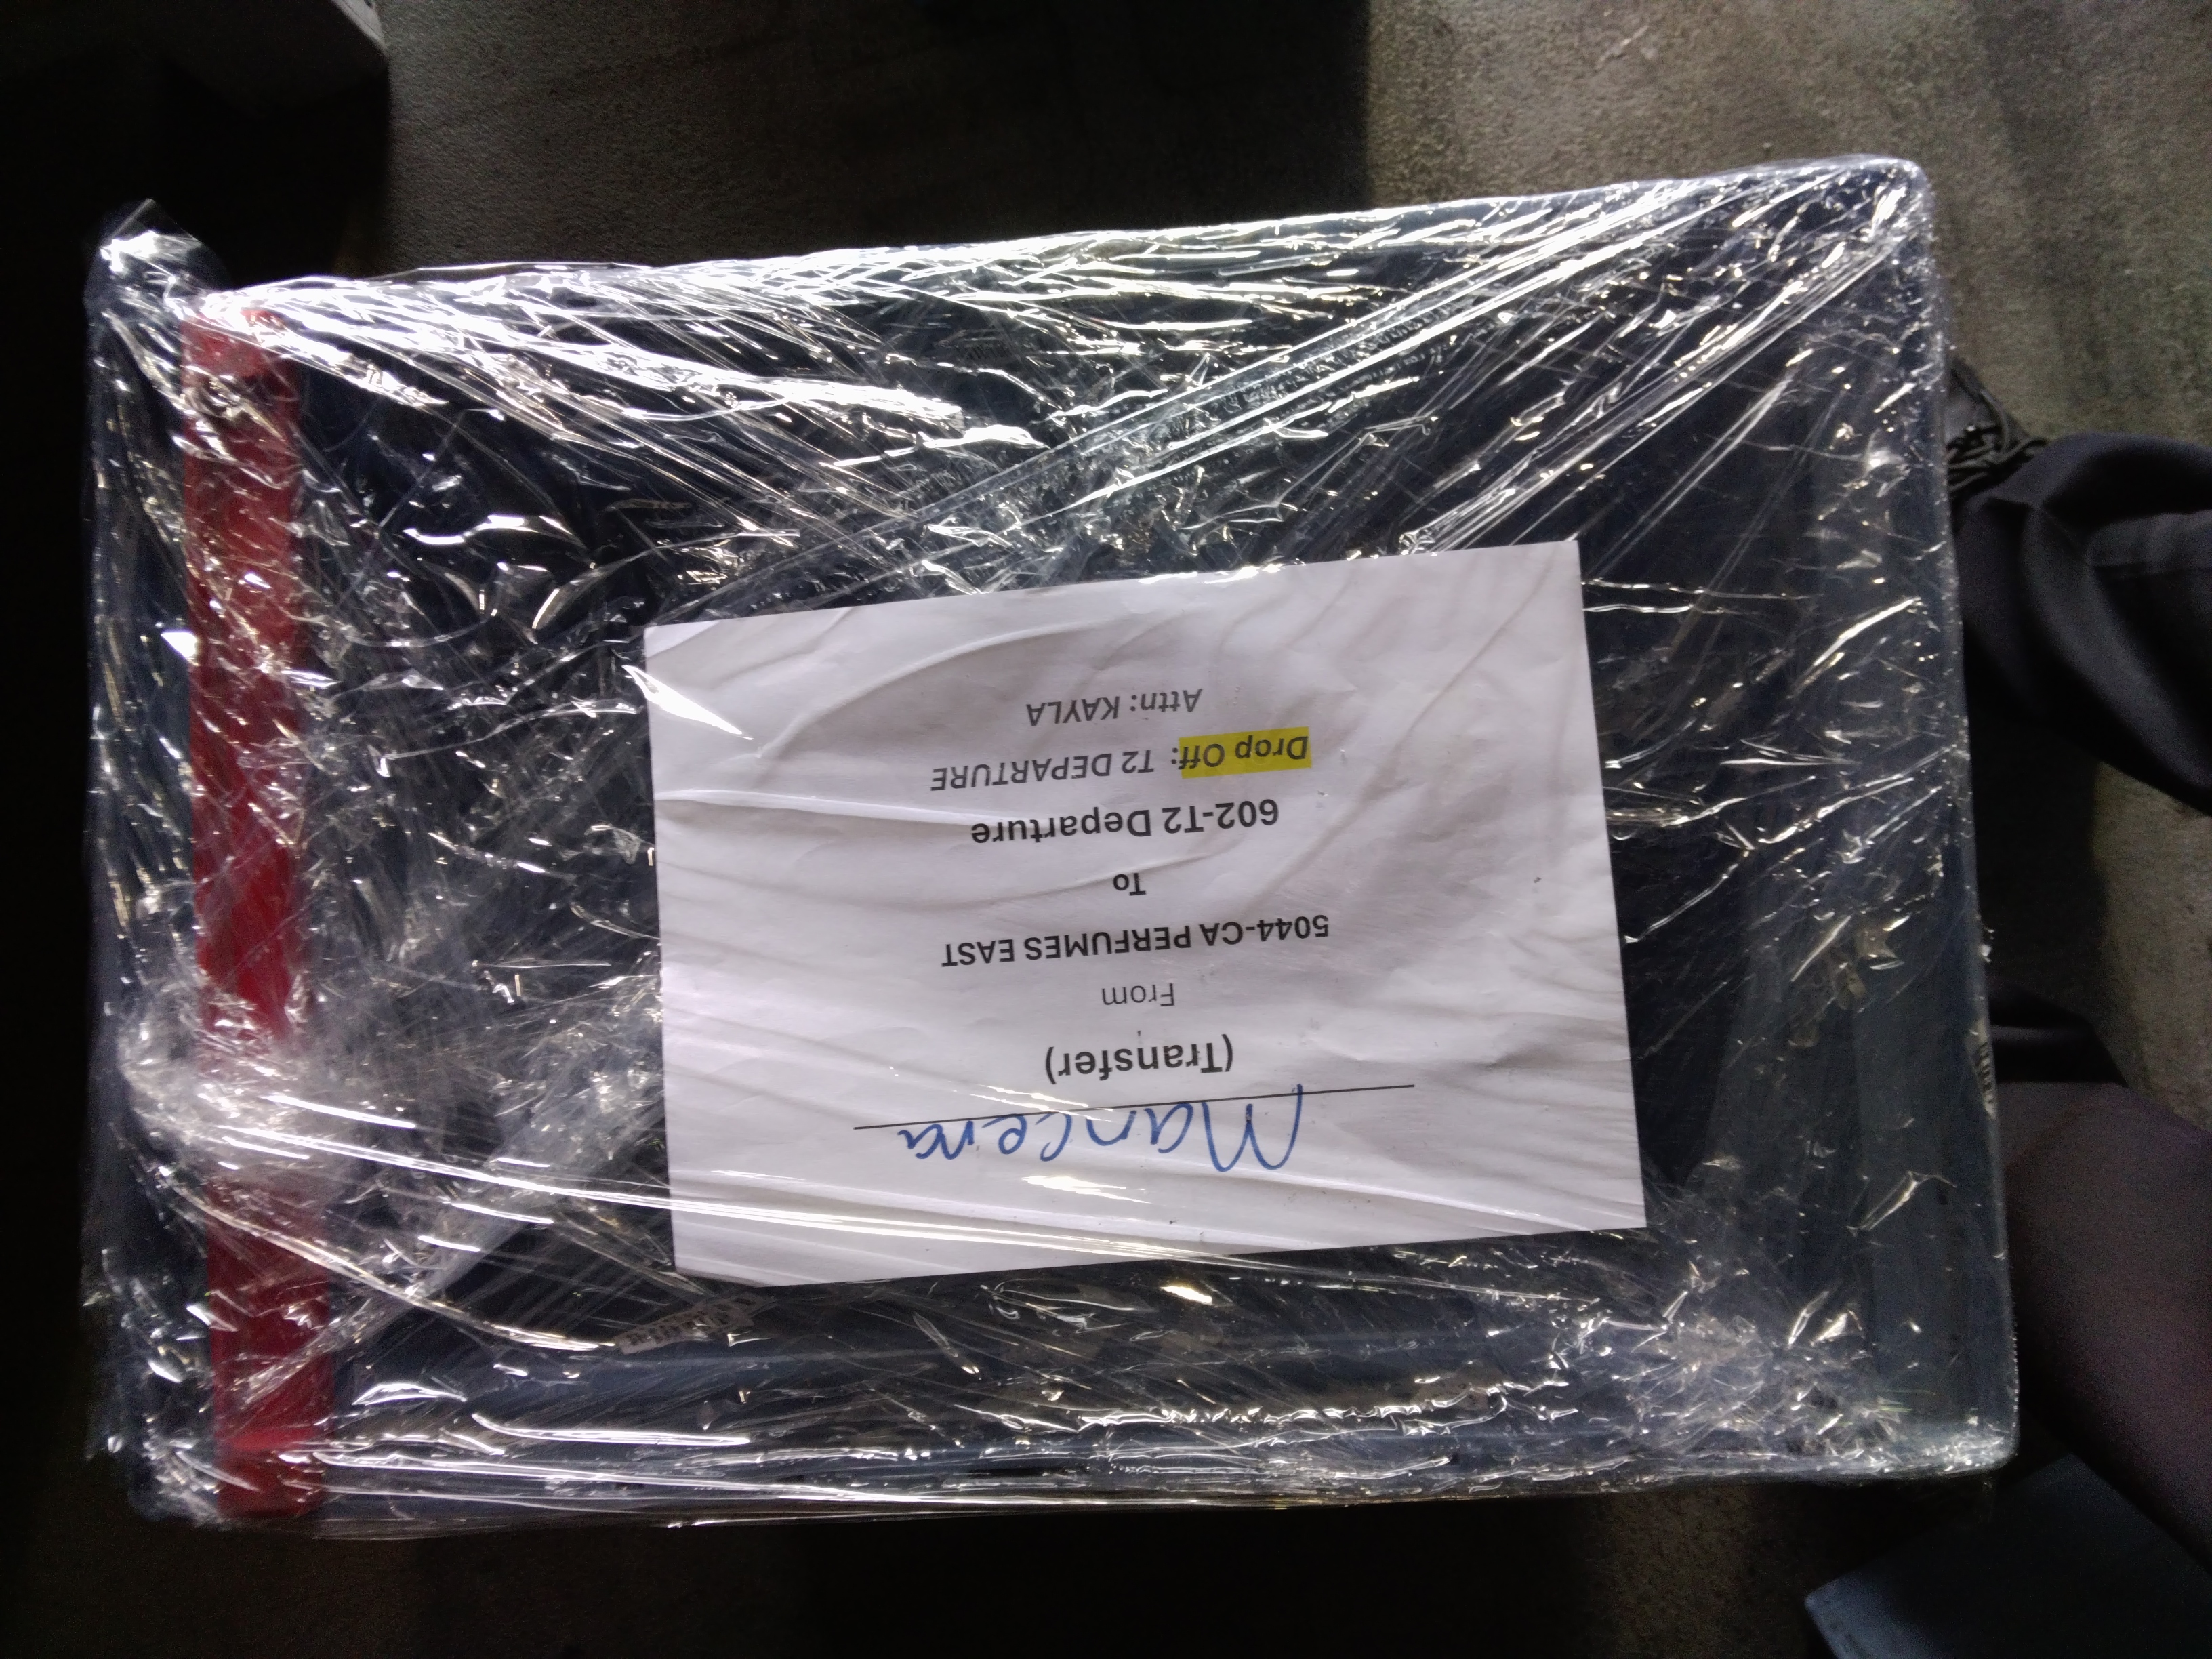 Mancera
(Transfer)
From
5044-CA PERFUMES EAST
To
602-T2 Departure
Drop Off: T2 DEPARTURE
Attn: KAYLA